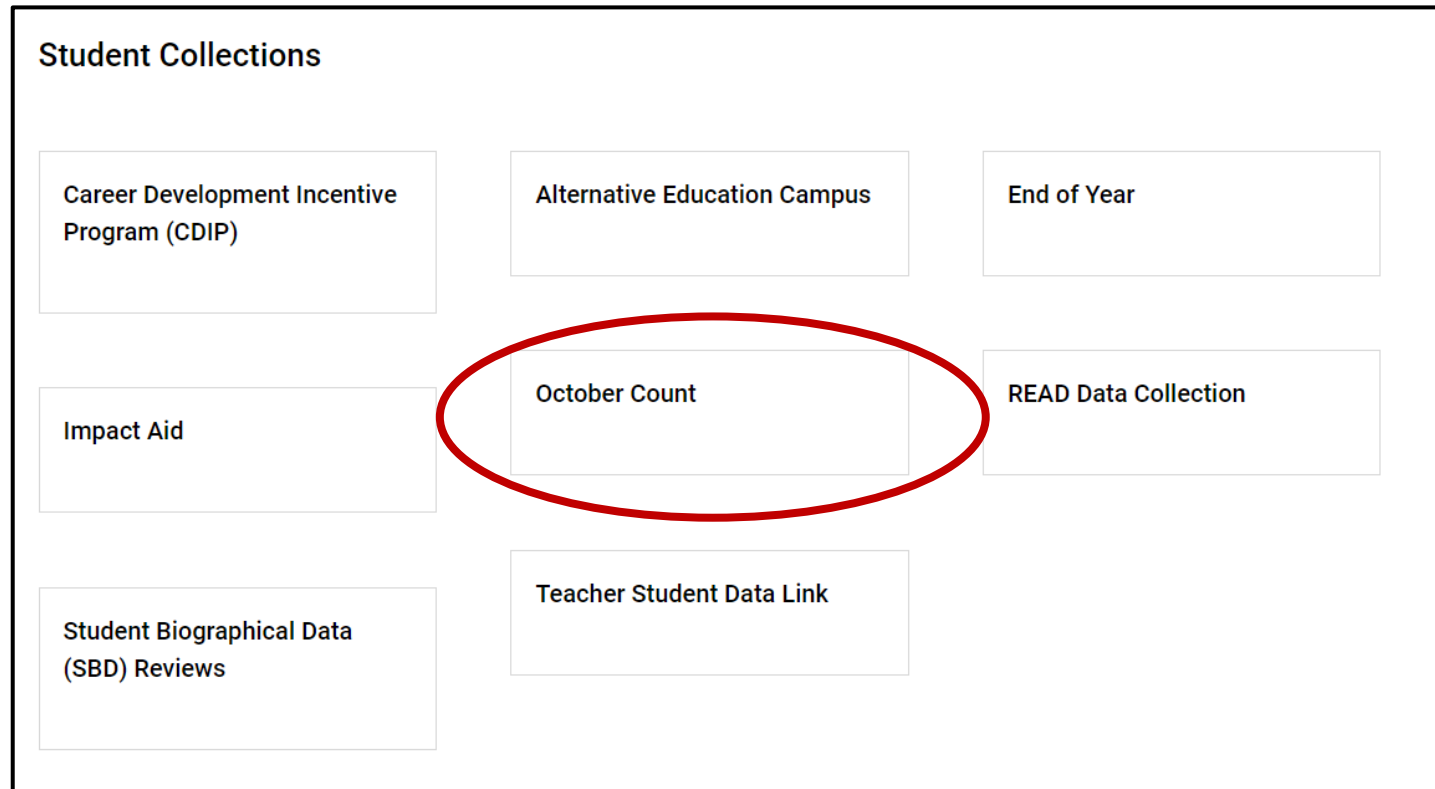 Student Collections
Career Development Incentive
Program (CDIP)
Alternative Education Campus
End of Year
Impact Aid
October Count
READ Data Collection
Student Biographical Data
(SBD) Reviews
Teacher Student Data Link